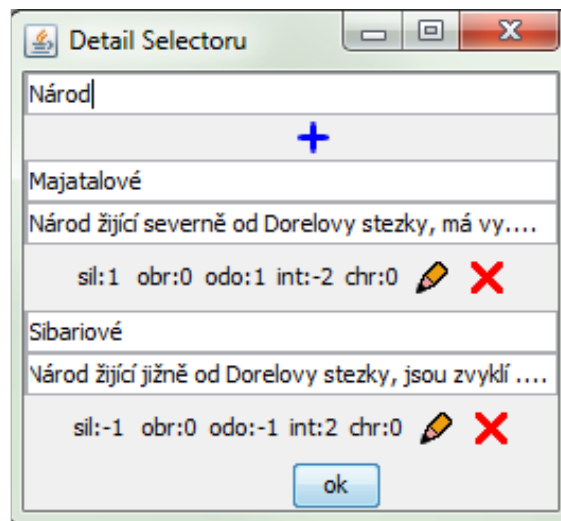 Detail Selectoru
Národ
Majatalové
Národ žijící severně od Dorelovy stezky, má vy....
sil:1 obr:0 odo:1 int:-2 chr:0
Sibariové
Národ žijící jižně od Dorelovy stezky, jsou zvyklí ....
sil:-1 obr:0 odo:-1 int:2 chr:0
ok